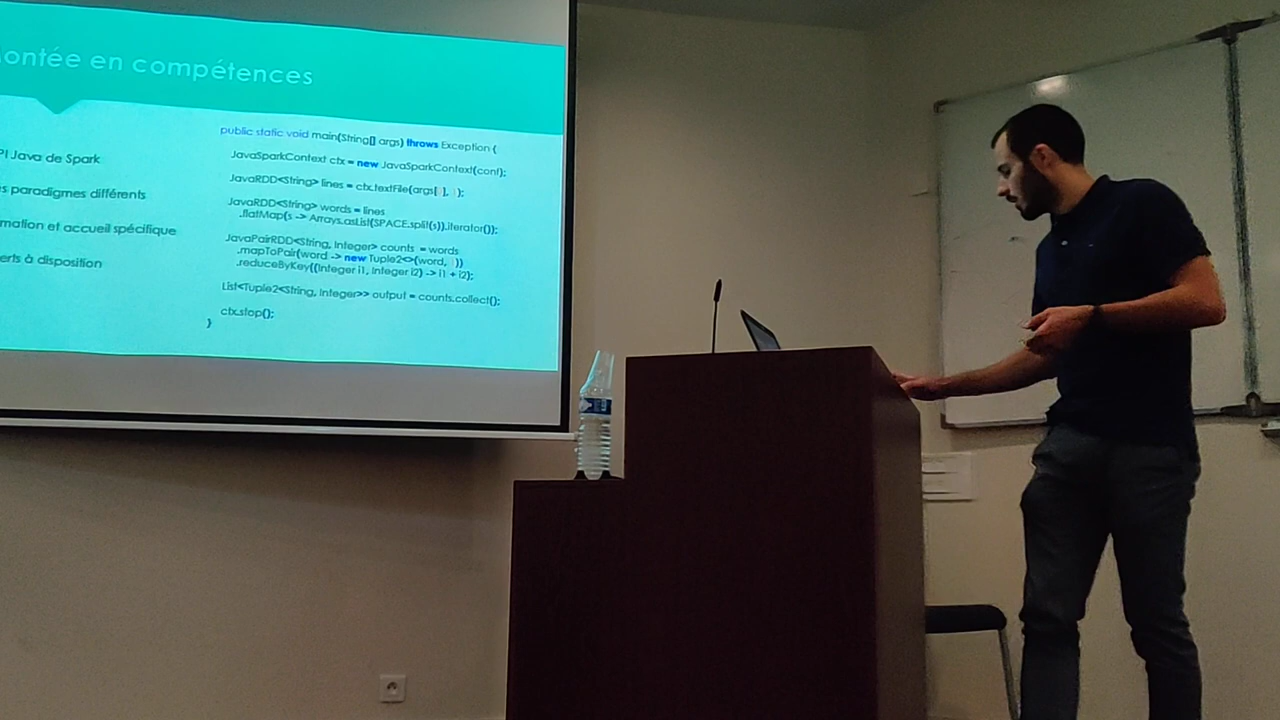 ontée en compétences
PI Java de Spark
s paradigmes différents
mation et accueil spécifique
erts à disposition
public static void main(String[] args) throws Exception {
JavaSparkContext ctx = new JavaSparkContext(conf);
JavaRDD<String> lines = ctx.textFile(args[ ], );
JavaRDD<String> words = lines
.flatMap(s -> Arrays.asList(SPACE.split(s)).iterator());
JavaPairRDD<String, Integer> counts = words
.mapToPair(word -> new Tuple2<>(word, ))
.reduceByKey((Integer i1, Integer i2) -> i1 + i2);
List<Tuple2<String, Integer>> output = counts.collect();
ctx.stop();
}